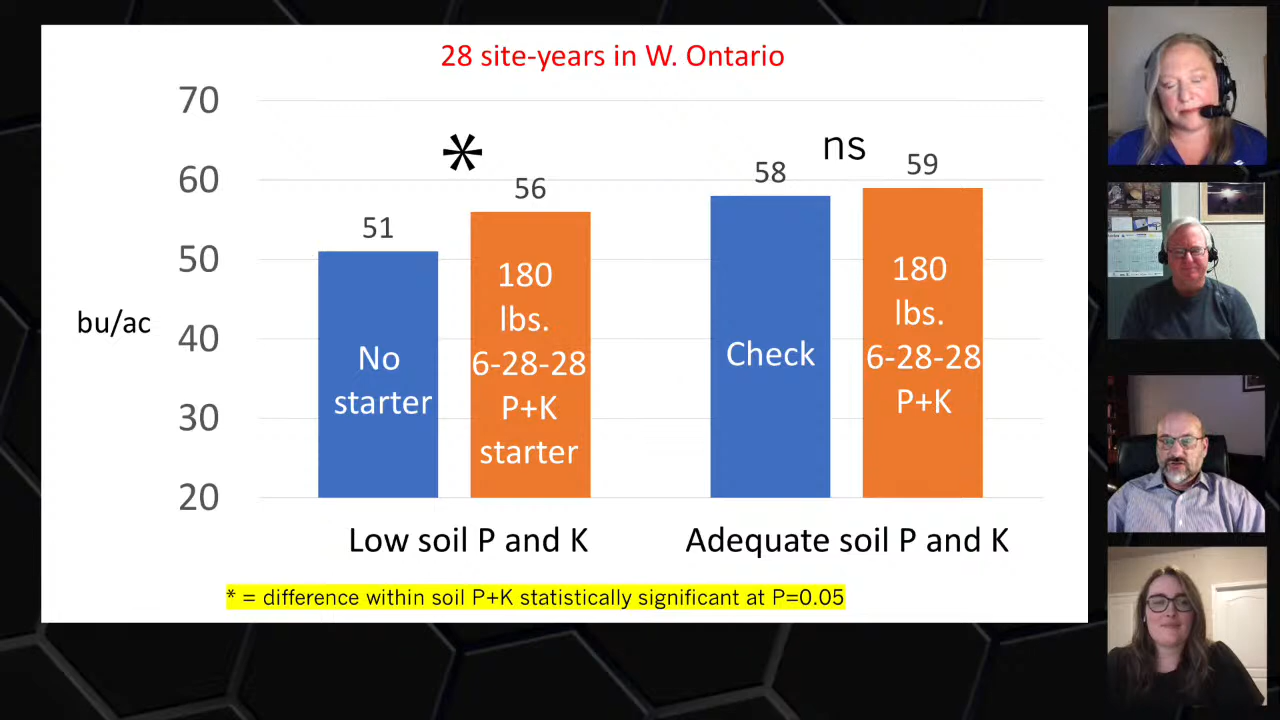 28 site-years in W. Ontario
70
60
50
40
30
20
bu/ac
*
ns
51
56
58
59
No
starter
180
lbs.
6-28-28
P+K
starter
Check
180
lbs.
6-28-28
P+K
Low soil P and K
Adequate soil P and K
* = difference within soil P+K statistically significant at P=0.05